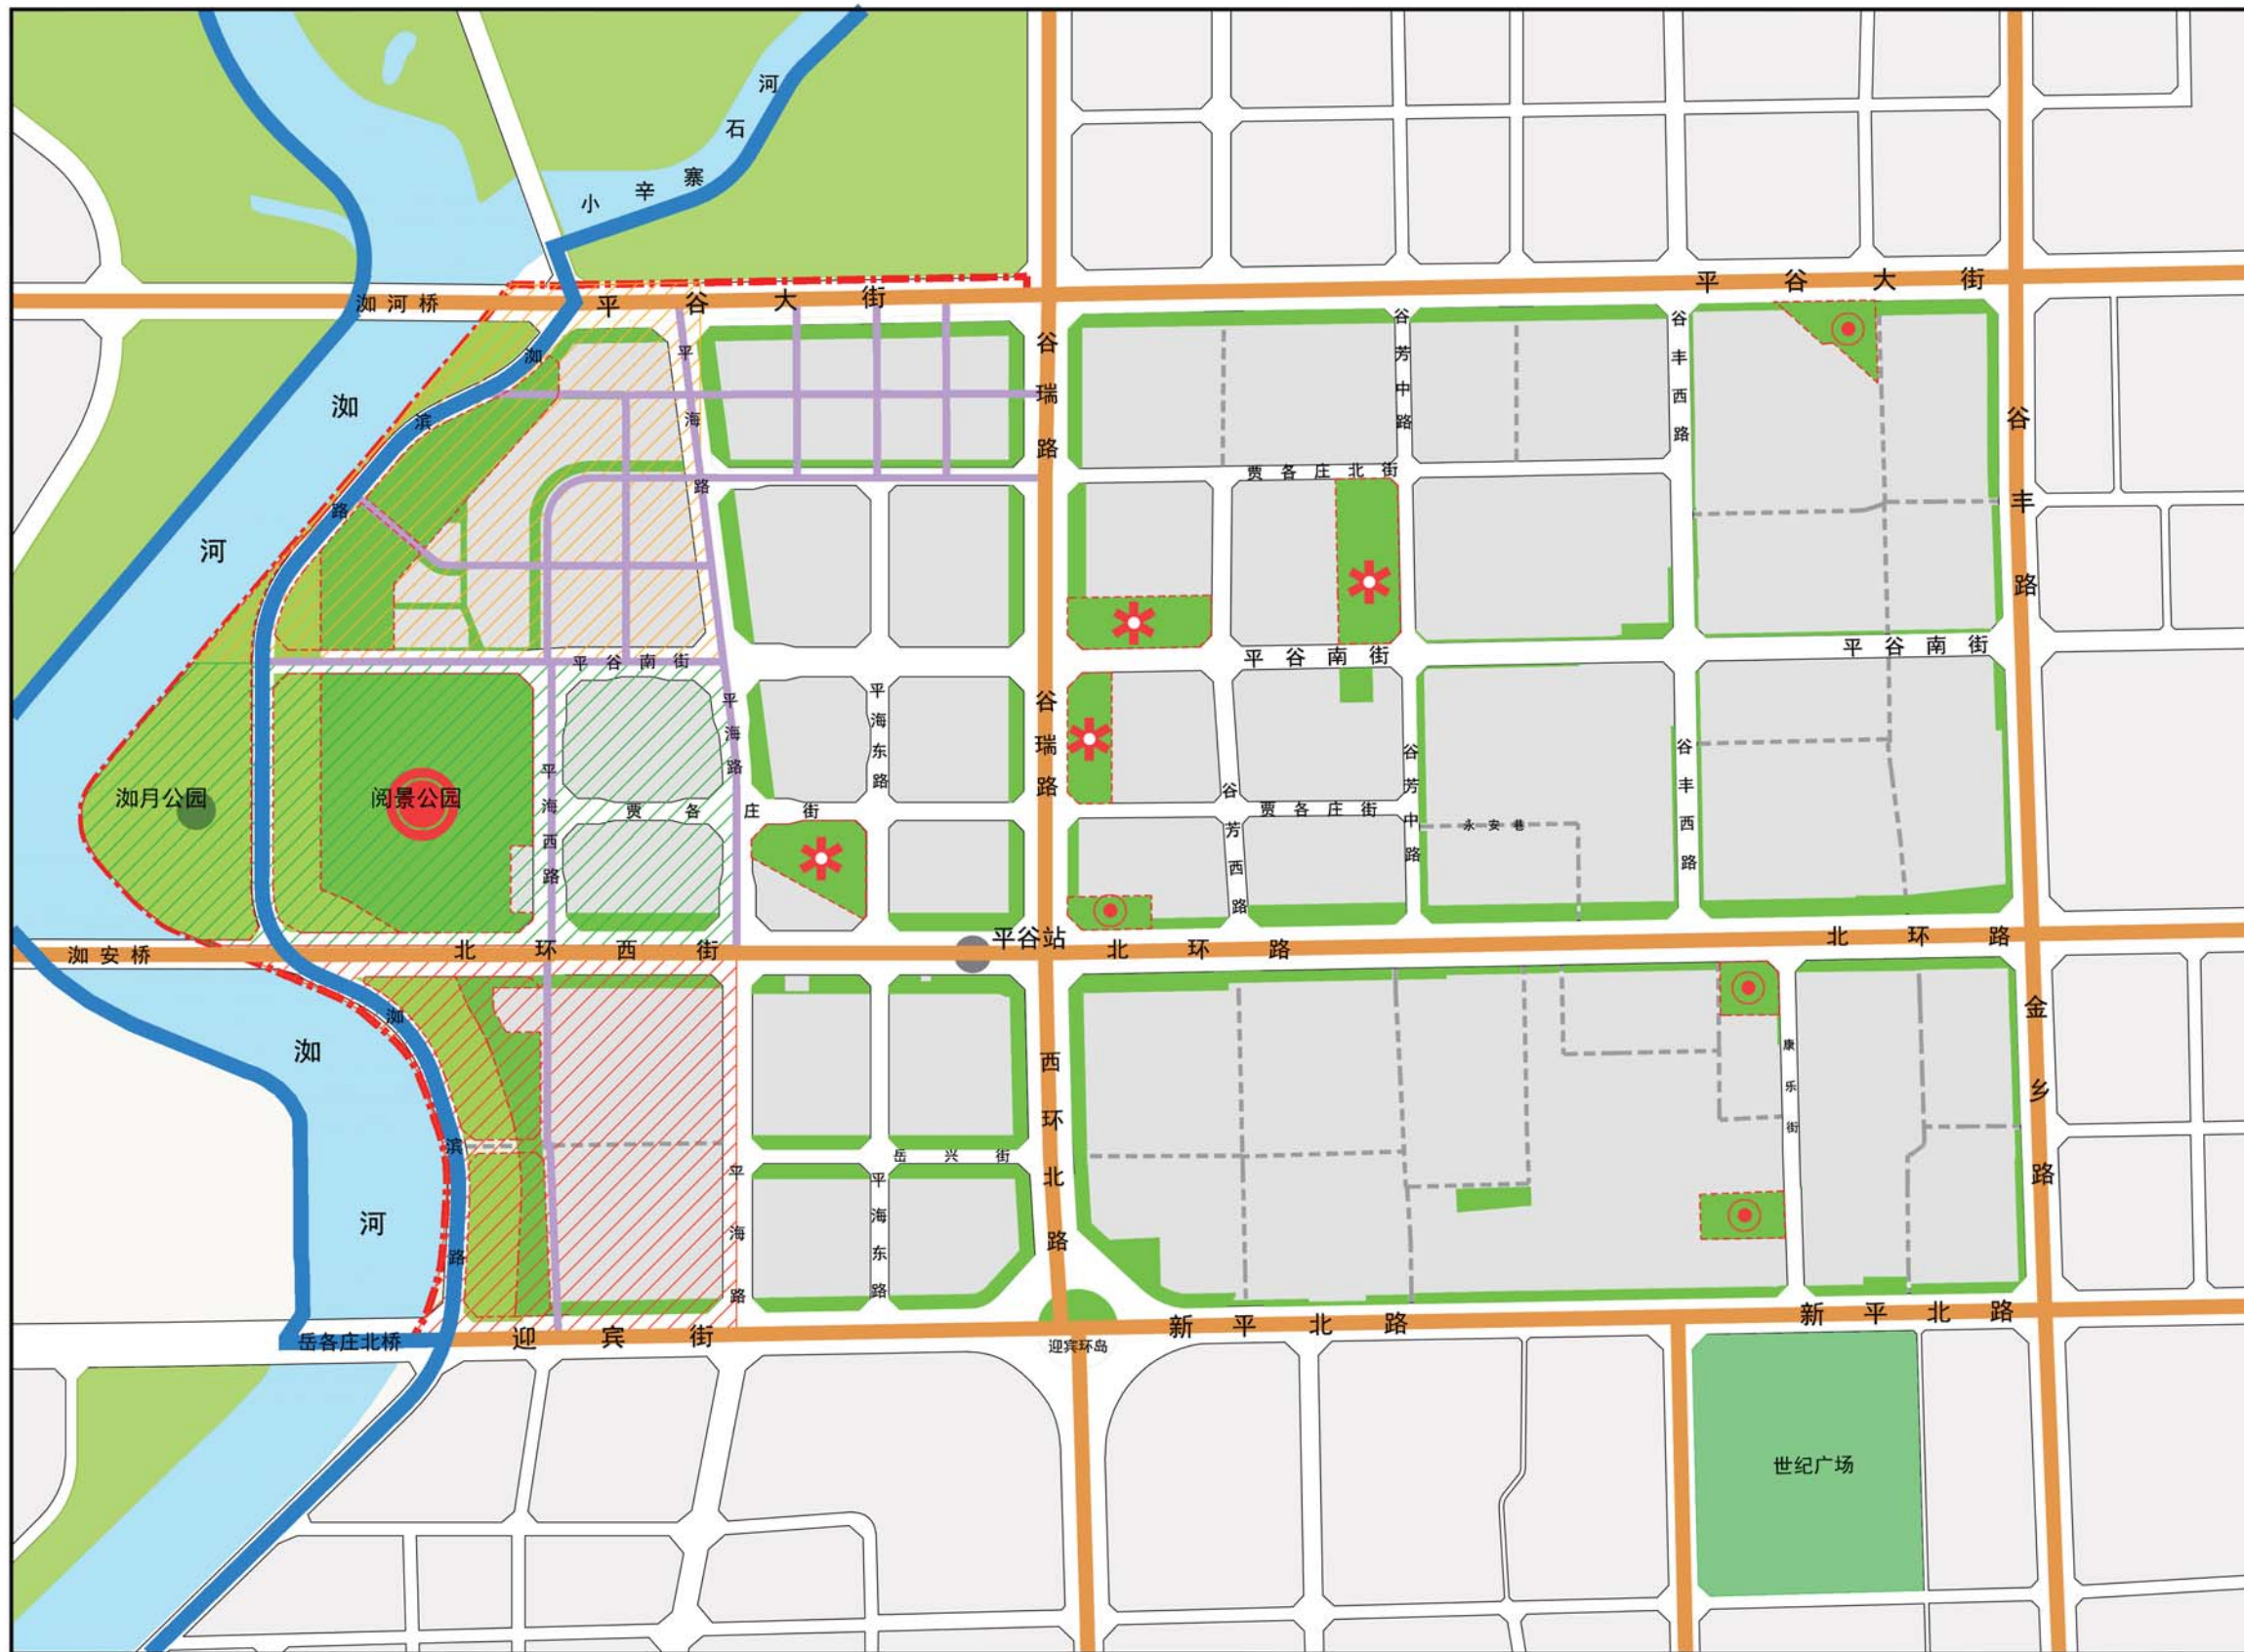 河
石
寨
辛
小
平谷大街
洳河桥
平谷大街
洳
滨
路
平海路
谷瑞路
谷芳中路
谷丰西路
谷丰路
洳
河
贾各庄北街
平谷南街
平谷南街
平谷南街
平海路
平海东路
谷瑞路
谷芳中路
谷丰西路
洳月公园
阅景公园
平海西路
贾各庄街
谷芳西路
贾各庄街
永安巷
洳安桥
北环西街
平谷站
北环路
北环路
洳
滨
路
洳
河
西环北路
康乐街
金乡路
岳兴街
平海路
平海东路
岳各庄北桥
迎宾街
迎宾环岛
新平北路
新平北路
世纪广场